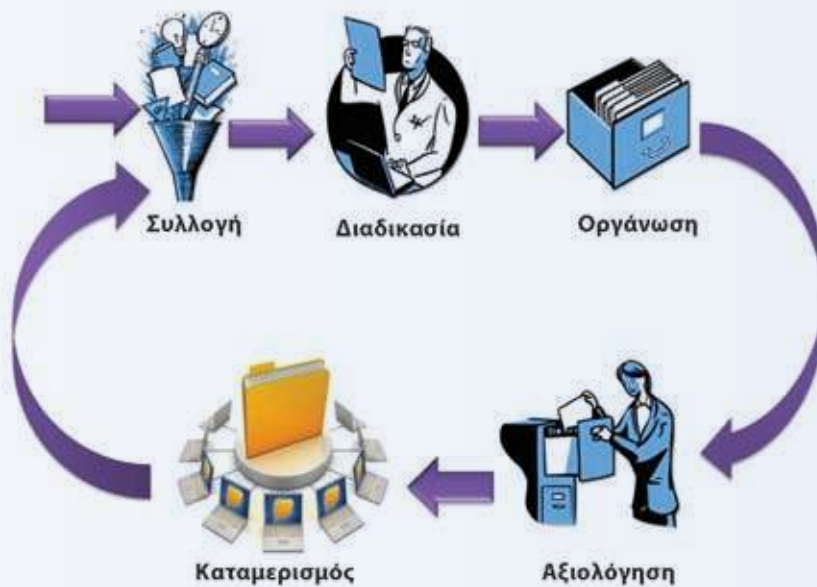 Συλλογή
Διαδικασία
Οργάνωση
Αξιολόγηση
Καταμερισμός